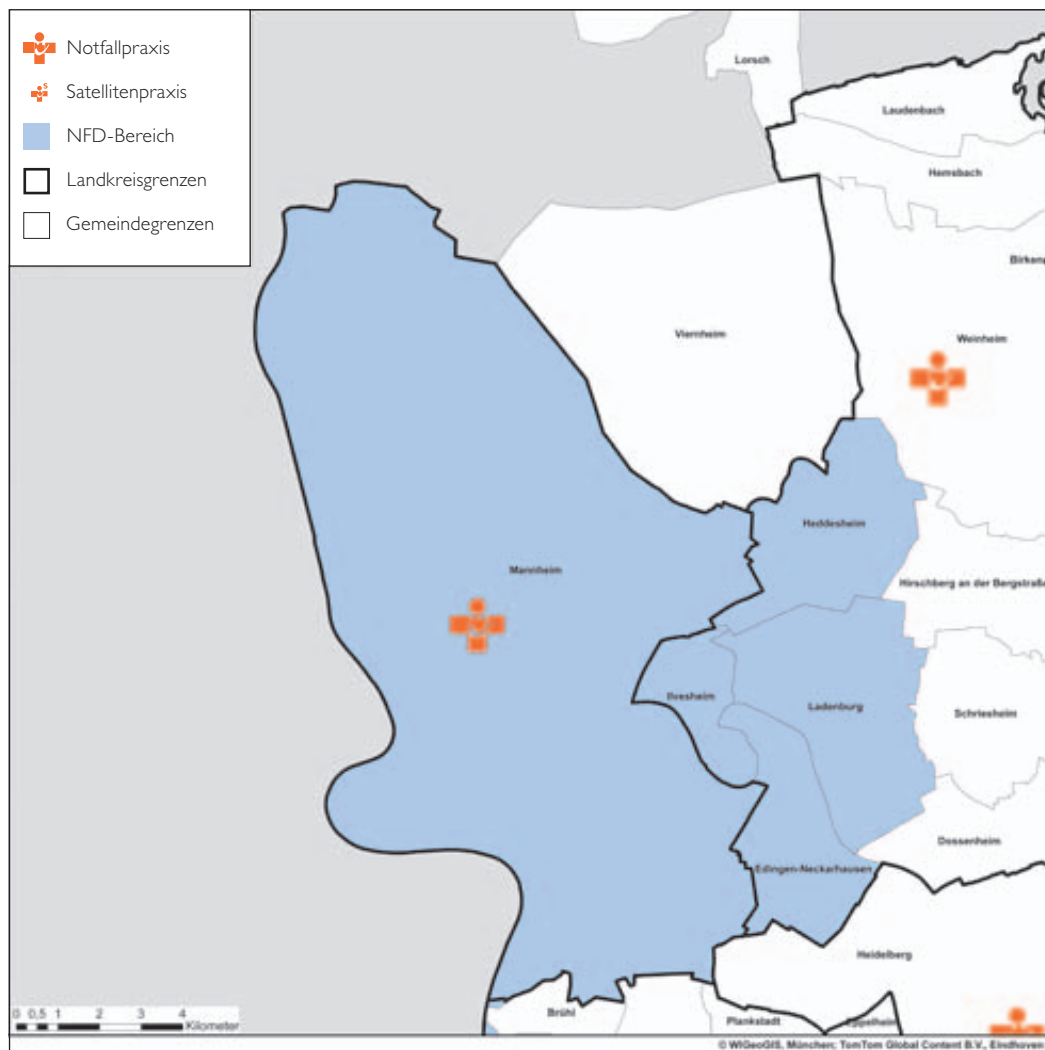 Notfallpraxis
Satellitenpraxis
NFD-Bereich
Landkreisgrenzen
Gemeindegrenzen
Lorsch
Laudenbach
Hemsbach
Birken
Weinheim
Viernheim
Heddesheim
Mannheim
Hirschberg an der Bergstraße
Ilvesheim
Ladenburg
Schriesheim
Dossenheim
Edingen-Neckarhausen
Heidelberg
Brühl
Plankstadt
Eppelheim
0 0,5 1 2 3 4
Kilometer
© WIGeoGIS, München; TomTom Global Content B.V., Eindhoven